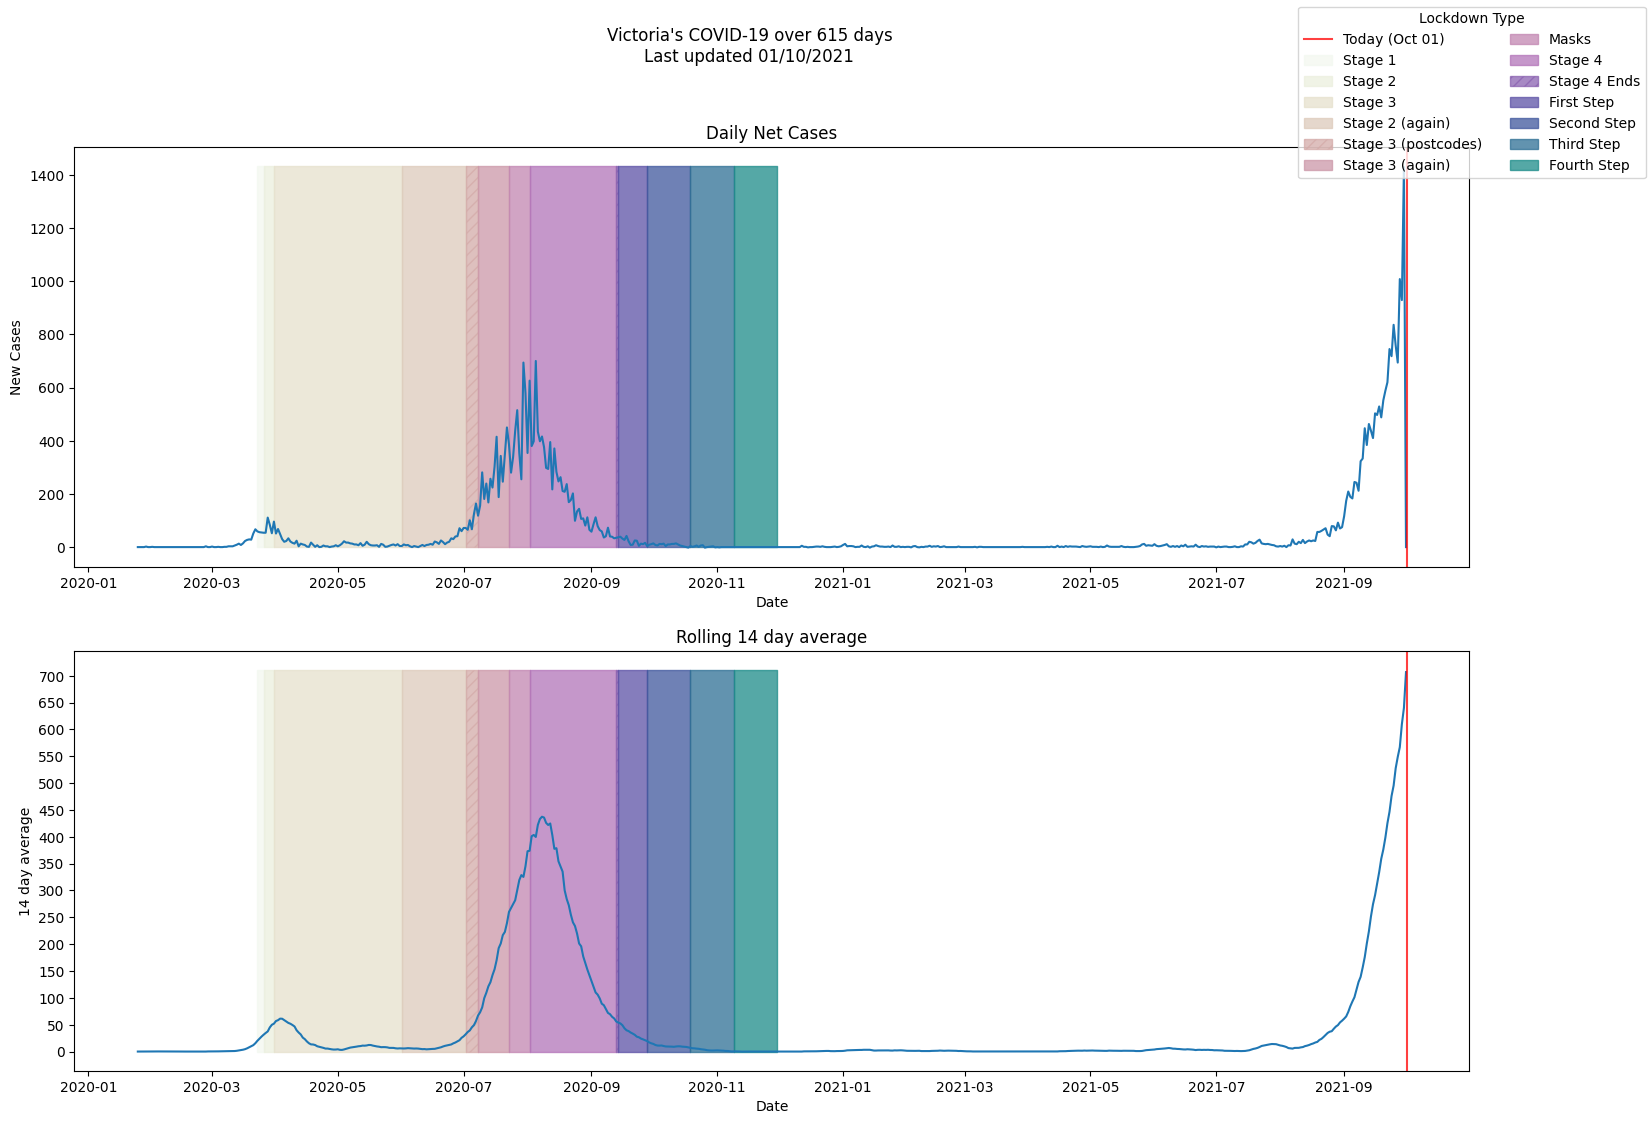 Victoria's COVID-19 over 615 days
Last updated 01/10/2021
Lockdown Type
Today (Oct 01)
Stage 1
Stage 2
Stage 3
Stage 2 (again)
Stage 3 (postcodes)
Stage 3 (again)
Masks
Stage 4
Stage 4 Ends
First Step
Second Step
Third Step
Fourth Step
Daily Net Cases
New Cases
1400
1200
1000
800
600
400
200
0
2020-01 2020-03 2020-05 2020-07 2020-09 2020-11 2021-01 2021-03 2021-05 2021-07 2021-09
Date
Rolling 14 day average
14 day average
700
650
600
550
500
450
400
350
300
250
200
150
100
50
0
2020-01 2020-03 2020-05 2020-07 2020-09 2020-11 2021-01 2021-03 2021-05 2021-07 2021-09
Date